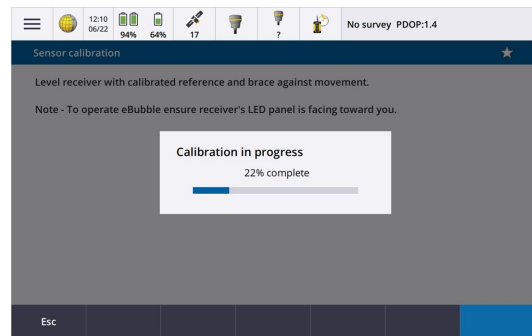 12:10
06/22
94%
64%
17
?
No survey PDOP:1.4
Sensor calibration
Level receiver with calibrated reference and brace against movement.
Note - To operate eBubble ensure receiver's LED panel is facing toward you.
Calibration in progress
22% complete
Esc